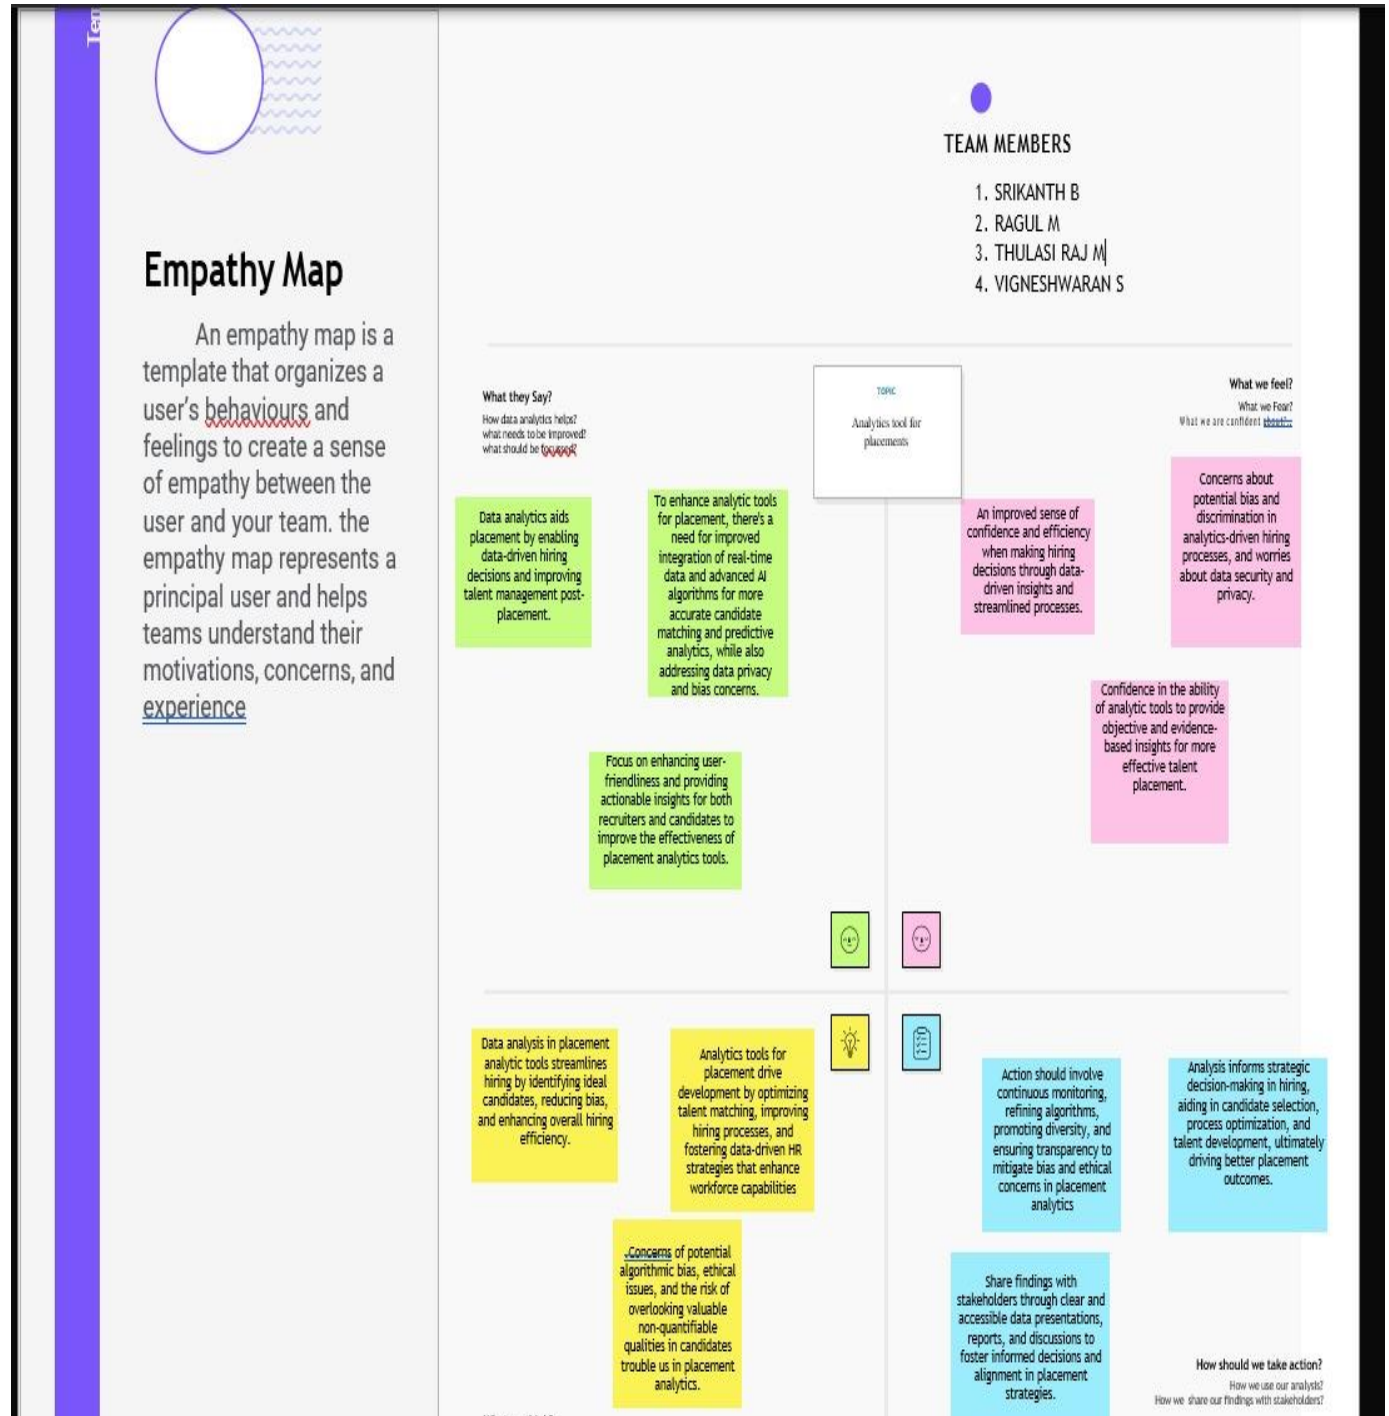 Tem
Empathy Map
An empathy map is a
template that organizes a
user's behaviours and
feelings to create a sense
of empathy between the
user and your team. the
empathy map represents a
principal user and helps
teams understand their
motivations, concerns, and
experience
TEAM MEMBERS
1. SRIKANTH B
2. RAGUL M
3. THULASI RAJ M
4. VIGNESHWARAN S
What they Say?
How data analytics helps?
what needs to be improved?
what should be focussed?
TOPIC
Analytics tool for
placements
What we feel?
What we Fear?
What we are confident about?..
Data analytics aids
placement by enabling
data-driven hiring
decisions and improving
talent management post-
placement.
To enhance analytic tools
for placement, there's a
need for improved
integration of real-time
data and advanced AI
algorithms for more
accurate candidate
matching and predictive
analytics, while also
addressing data privacy
and bias concerns.
Focus on enhancing user-
friendliness and providing
actionable insights for both
recruiters and candidates to
improve the effectiveness of
placement analytics tools.
An improved sense of
confidence and efficiency
when making hiring
decisions through data-
driven insights and
streamlined processes.
Concerns about
potential bias and
discrimination in
analytics-driven hiring
processes, and worries
about data security and
privacy.
Confidence in the ability
of analytic tools to provide
objective and evidence-
based insights for more
effective talent
placement.
Data analysis in placement
analytic tools streamlines
hiring by identifying ideal
candidates, reducing bias,
and enhancing overall hiring
efficiency.
Analytics tools for
placement drive
development by optimizing
talent matching, improving
hiring processes, and
fostering data-driven HR
strategies that enhance
workforce capabilities
Concerns of potential
algorithmic bias, ethical
issues, and the risk of
overlooking valuable
non-quantifiable
qualities in candidates
trouble us in placement
analytics.
Action should involve
continuous monitoring,
refining algorithms,
promoting diversity, and
ensuring transparency to
mitigate bias and ethical
concerns in placement
analytics
Analysis informs strategic
decision-making in hiring,
aiding in candidate selection,
process optimization, and
talent development, ultimately
driving better placement
outcomes.
Share findings with
stakeholders through clear and
accessible data presentations,
reports, and discussions to
foster informed decisions and
alignment in placement
strategies.
How should we take action?
How we use our analysis?
How we share our findings with stakeholders?